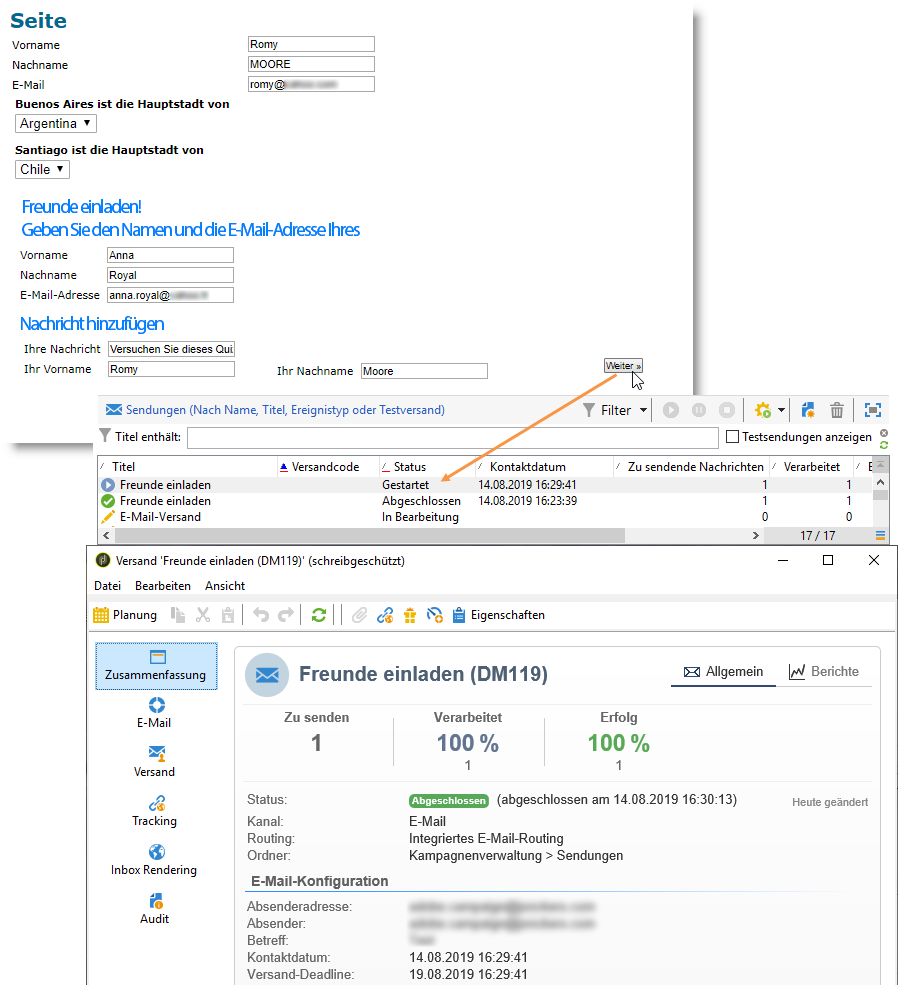 Seite
Vorname Romy
Nachname MOORE
E-Mail romy@
Buenos Aires ist die Hauptstadt von
Argentina
Santiago ist die Hauptstadt von
Chile
Freunde einladen!
Geben Sie den Namen und die E-Mail-Adresse Ihres
Vorname Anna
Nachname Royal
E-Mail-Adresse anna.royal@
Nachricht hinzufügen
Ihre Nachricht Versuchen Sie dieses Qui
Ihr Vorname Romy Ihr Nachname Moore
Weiter »
Sendungen (Nach Name, Titel, Ereignistyp oder Testversand) Filter
Titel enthält: Testsendungen anzeigen
Titel Versandcode Status Kontaktdatum Zu sendende Nachrichten Verarbeitet E
Freunde einladen Gestartet 14.08.2019 16:29:41 1 1
Freunde einladen Abgeschlossen 14.08.2019 16:23:39 1 1
E-Mail-Versand In Bearbeitung 0 0
17 / 17
Versand 'Freunde einladen (DM119)' (schreibgeschützt)
Datei Bearbeiten Ansicht
Planung Eigenschaften
Zusammenfassung
E-Mail
Versand
Tracking
Inbox Rendering
Audit
Freunde einladen (DM119) Allgemein Berichte
Zu senden Verarbeitet Erfolg
1 100 % 100 %
1 1
Status: Abgeschlossen (abgeschlossen am 14.08.2019 16:30:13) Heute geändert
Kanal: E-Mail
Routing: Integriertes E-Mail-Routing
Ordner: Kampagnenverwaltung > Sendungen
E-Mail-Konfiguration
Absenderadresse:
Absender:
Betreff:
Kontaktdatum: 14.08.2019 16:29:41
Versand-Deadline: 19.08.2019 16:29:41